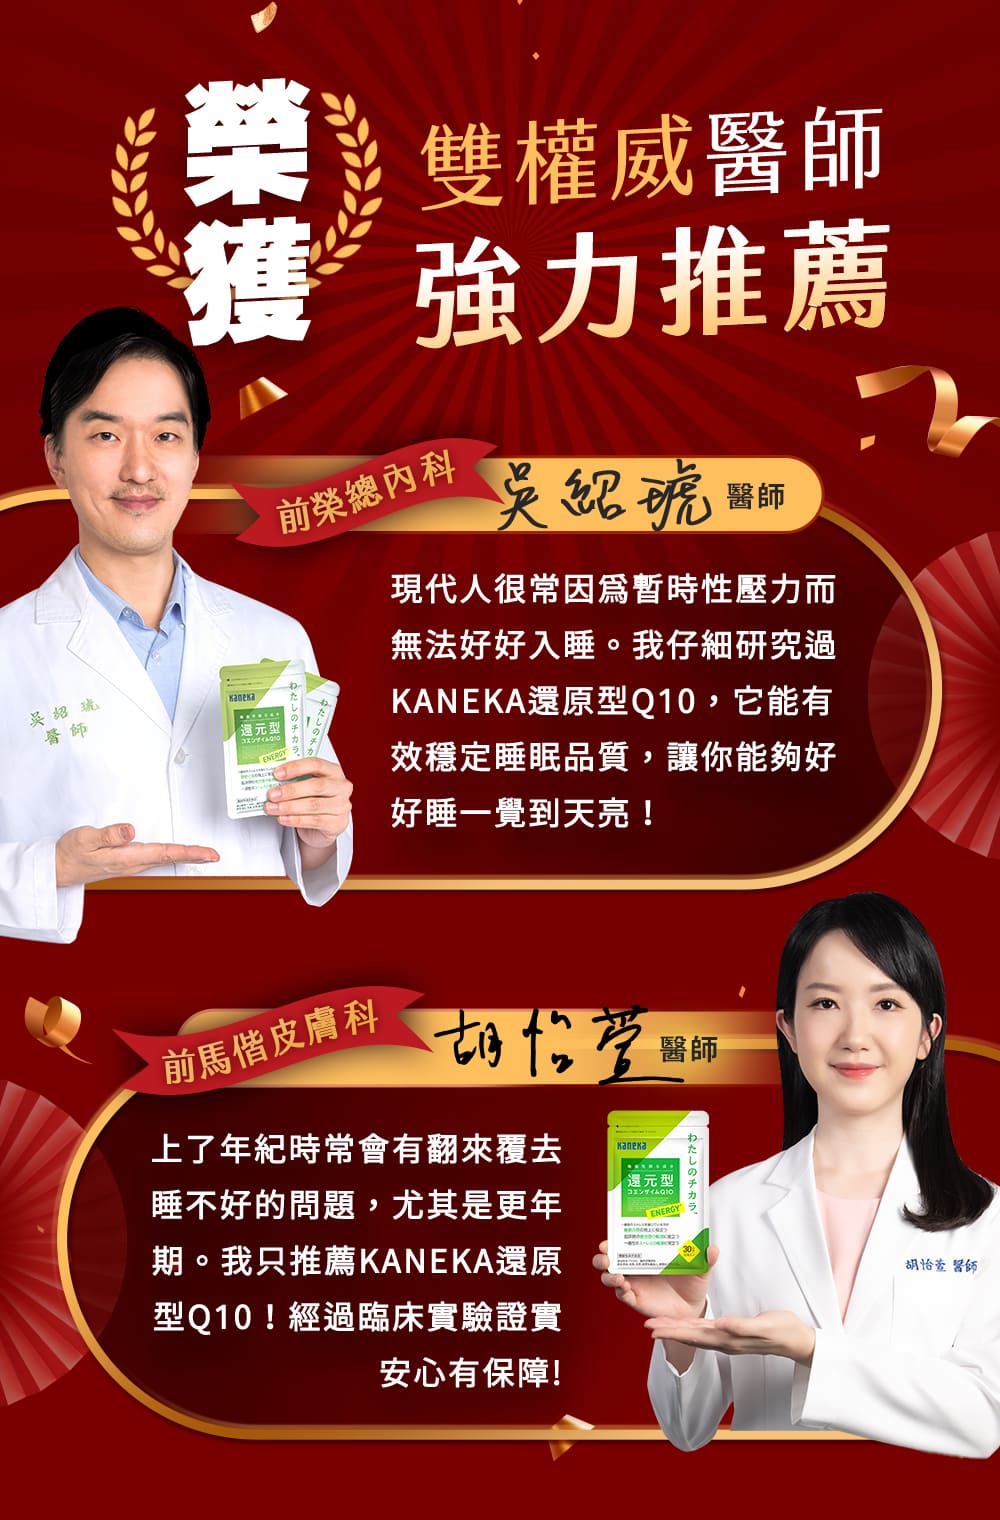 榮獲
雙權威醫師
強力推薦
前榮總內科
吳紹琥 醫師
現代人很常因為暫時性壓力而
無法好好入睡。我仔細研究過
KANEKA還原型Q10，它能有
效穩定睡眠品質，讓你能夠好
好睡一覺到天亮！
吳紹琥
醫師
Kaneka
わたしのチカラ
還元型
コエンザイムQ10
ENERGY
前馬偕皮膚科
胡怡萱 醫師
上了年紀時常會有翻來覆去
睡不好的問題，尤其是更年
期。我只推薦KANEKA還原
型Q10！經過臨床實驗證實
安心有保障!
Kaneka
わたしのチカラ
還元型
コエンザイムQ10
ENERGY
30日
胡怡萱 醫師